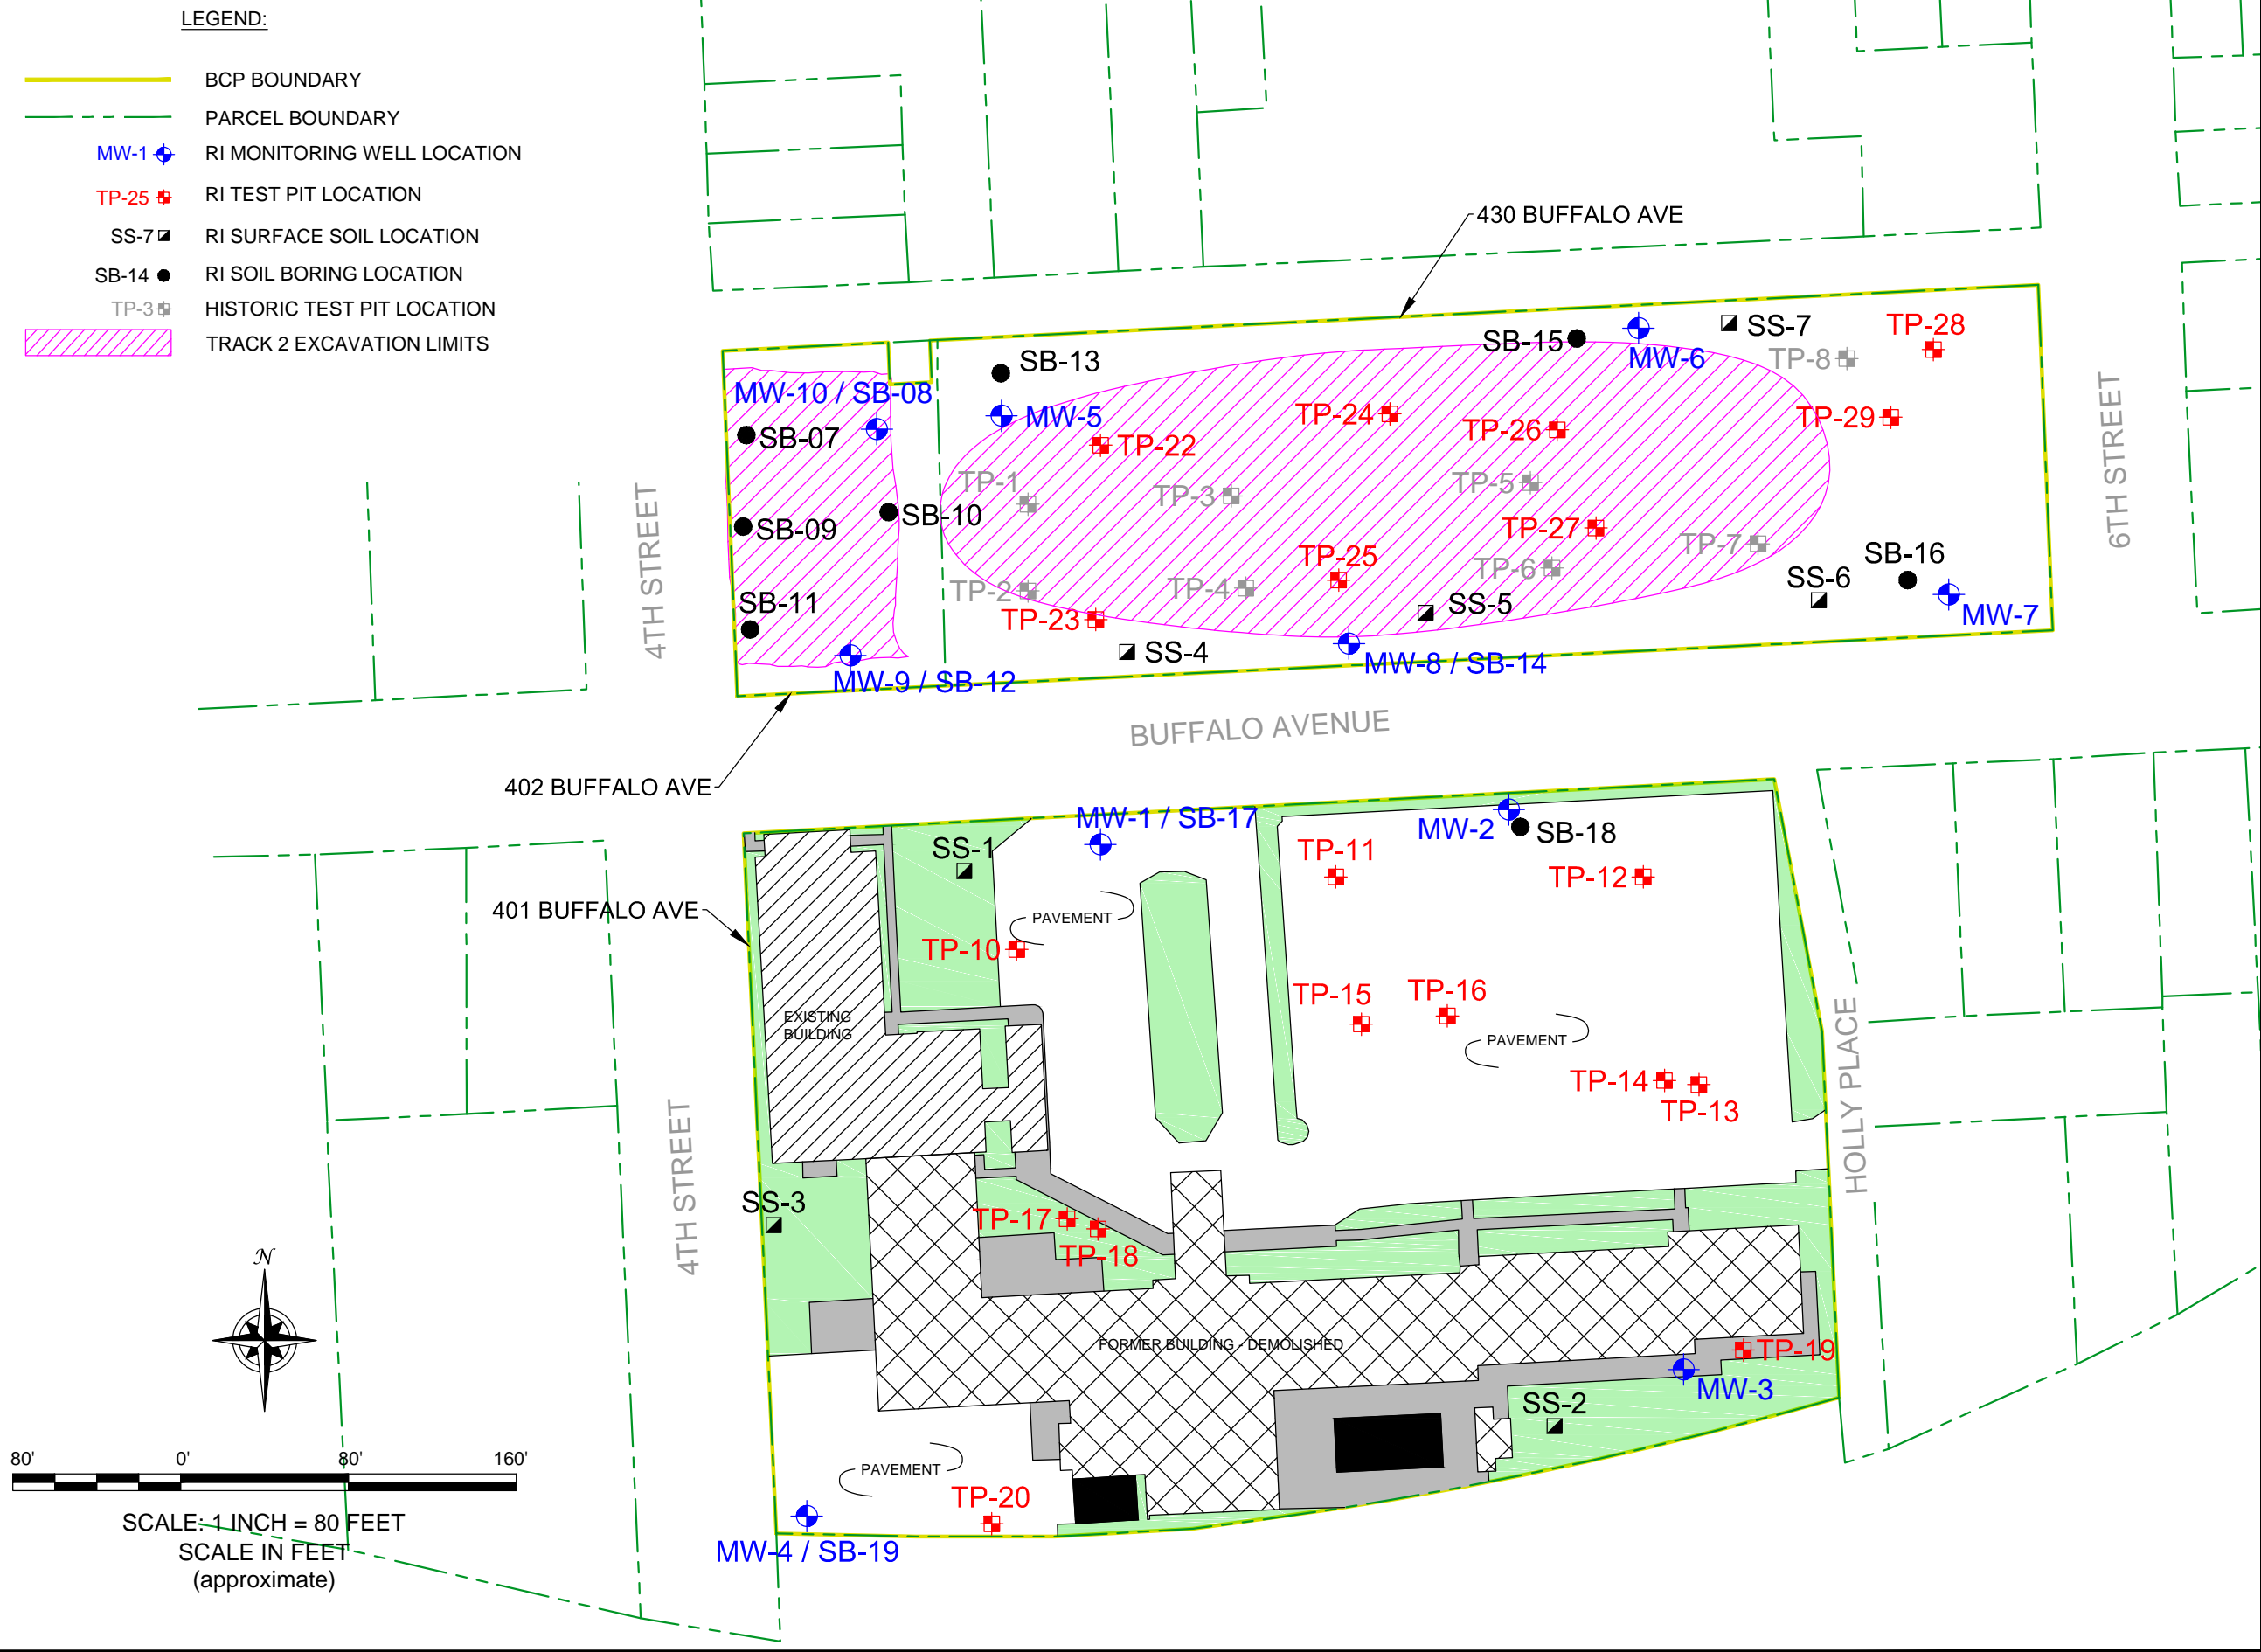 LEGEND:
BCP BOUNDARY
PARCEL BOUNDARY
MW-1 RI MONITORING WELL LOCATION
TP-25 RI TEST PIT LOCATION
SS-7 RI SURFACE SOIL LOCATION
SB-14 RI SOIL BORING LOCATION
TP-3 HISTORIC TEST PIT LOCATION
TRACK 2 EXCAVATION LIMITS
430 BUFFALO AVE
SB-15
MW-6
SS-7
TP-28
TP-8
SB-13
MW-10 / SB-08
MW-5
TP-24
TP-26
TP-29
SB-07
TP-22
TP-1
TP-3
TP-5
SB-10
SB-09
TP-27
TP-7
TP-25
TP-6
SB-16
SS-6
TP-2
TP-4
SB-11
SS-5
MW-7
TP-23
SS-4
MW-8 / SB-14
MW-9 / SB-12
4TH STREET
6TH STREET
BUFFALO AVENUE
402 BUFFALO AVE
MW-1 / SB-17
MW-2
SB-18
SS-1
TP-11
TP-12
401 BUFFALO AVE
PAVEMENT
TP-10
TP-15
TP-16
EXISTING
BUILDING
PAVEMENT
TP-14
TP-13
HOLLY PLACE
4TH STREET
SS-3
TP-17
TP-18
FORMER BUILDING - DEMOLISHED
TP-19
MW-3
SS-2
PAVEMENT
TP-20
MW-4 / SB-19
N
80' 0' 80' 160'
SCALE: 1 INCH = 80 FEET
SCALE IN FEET
(approximate)